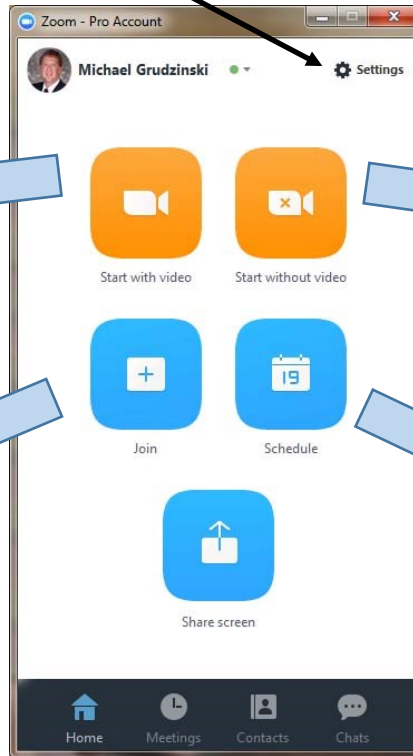 Zoom - Pro Account
Michael Grudzinski
Settings
Start with video
Start without video
19
Join
Schedule
Share screen
Home
Meetings
Contacts
Chats